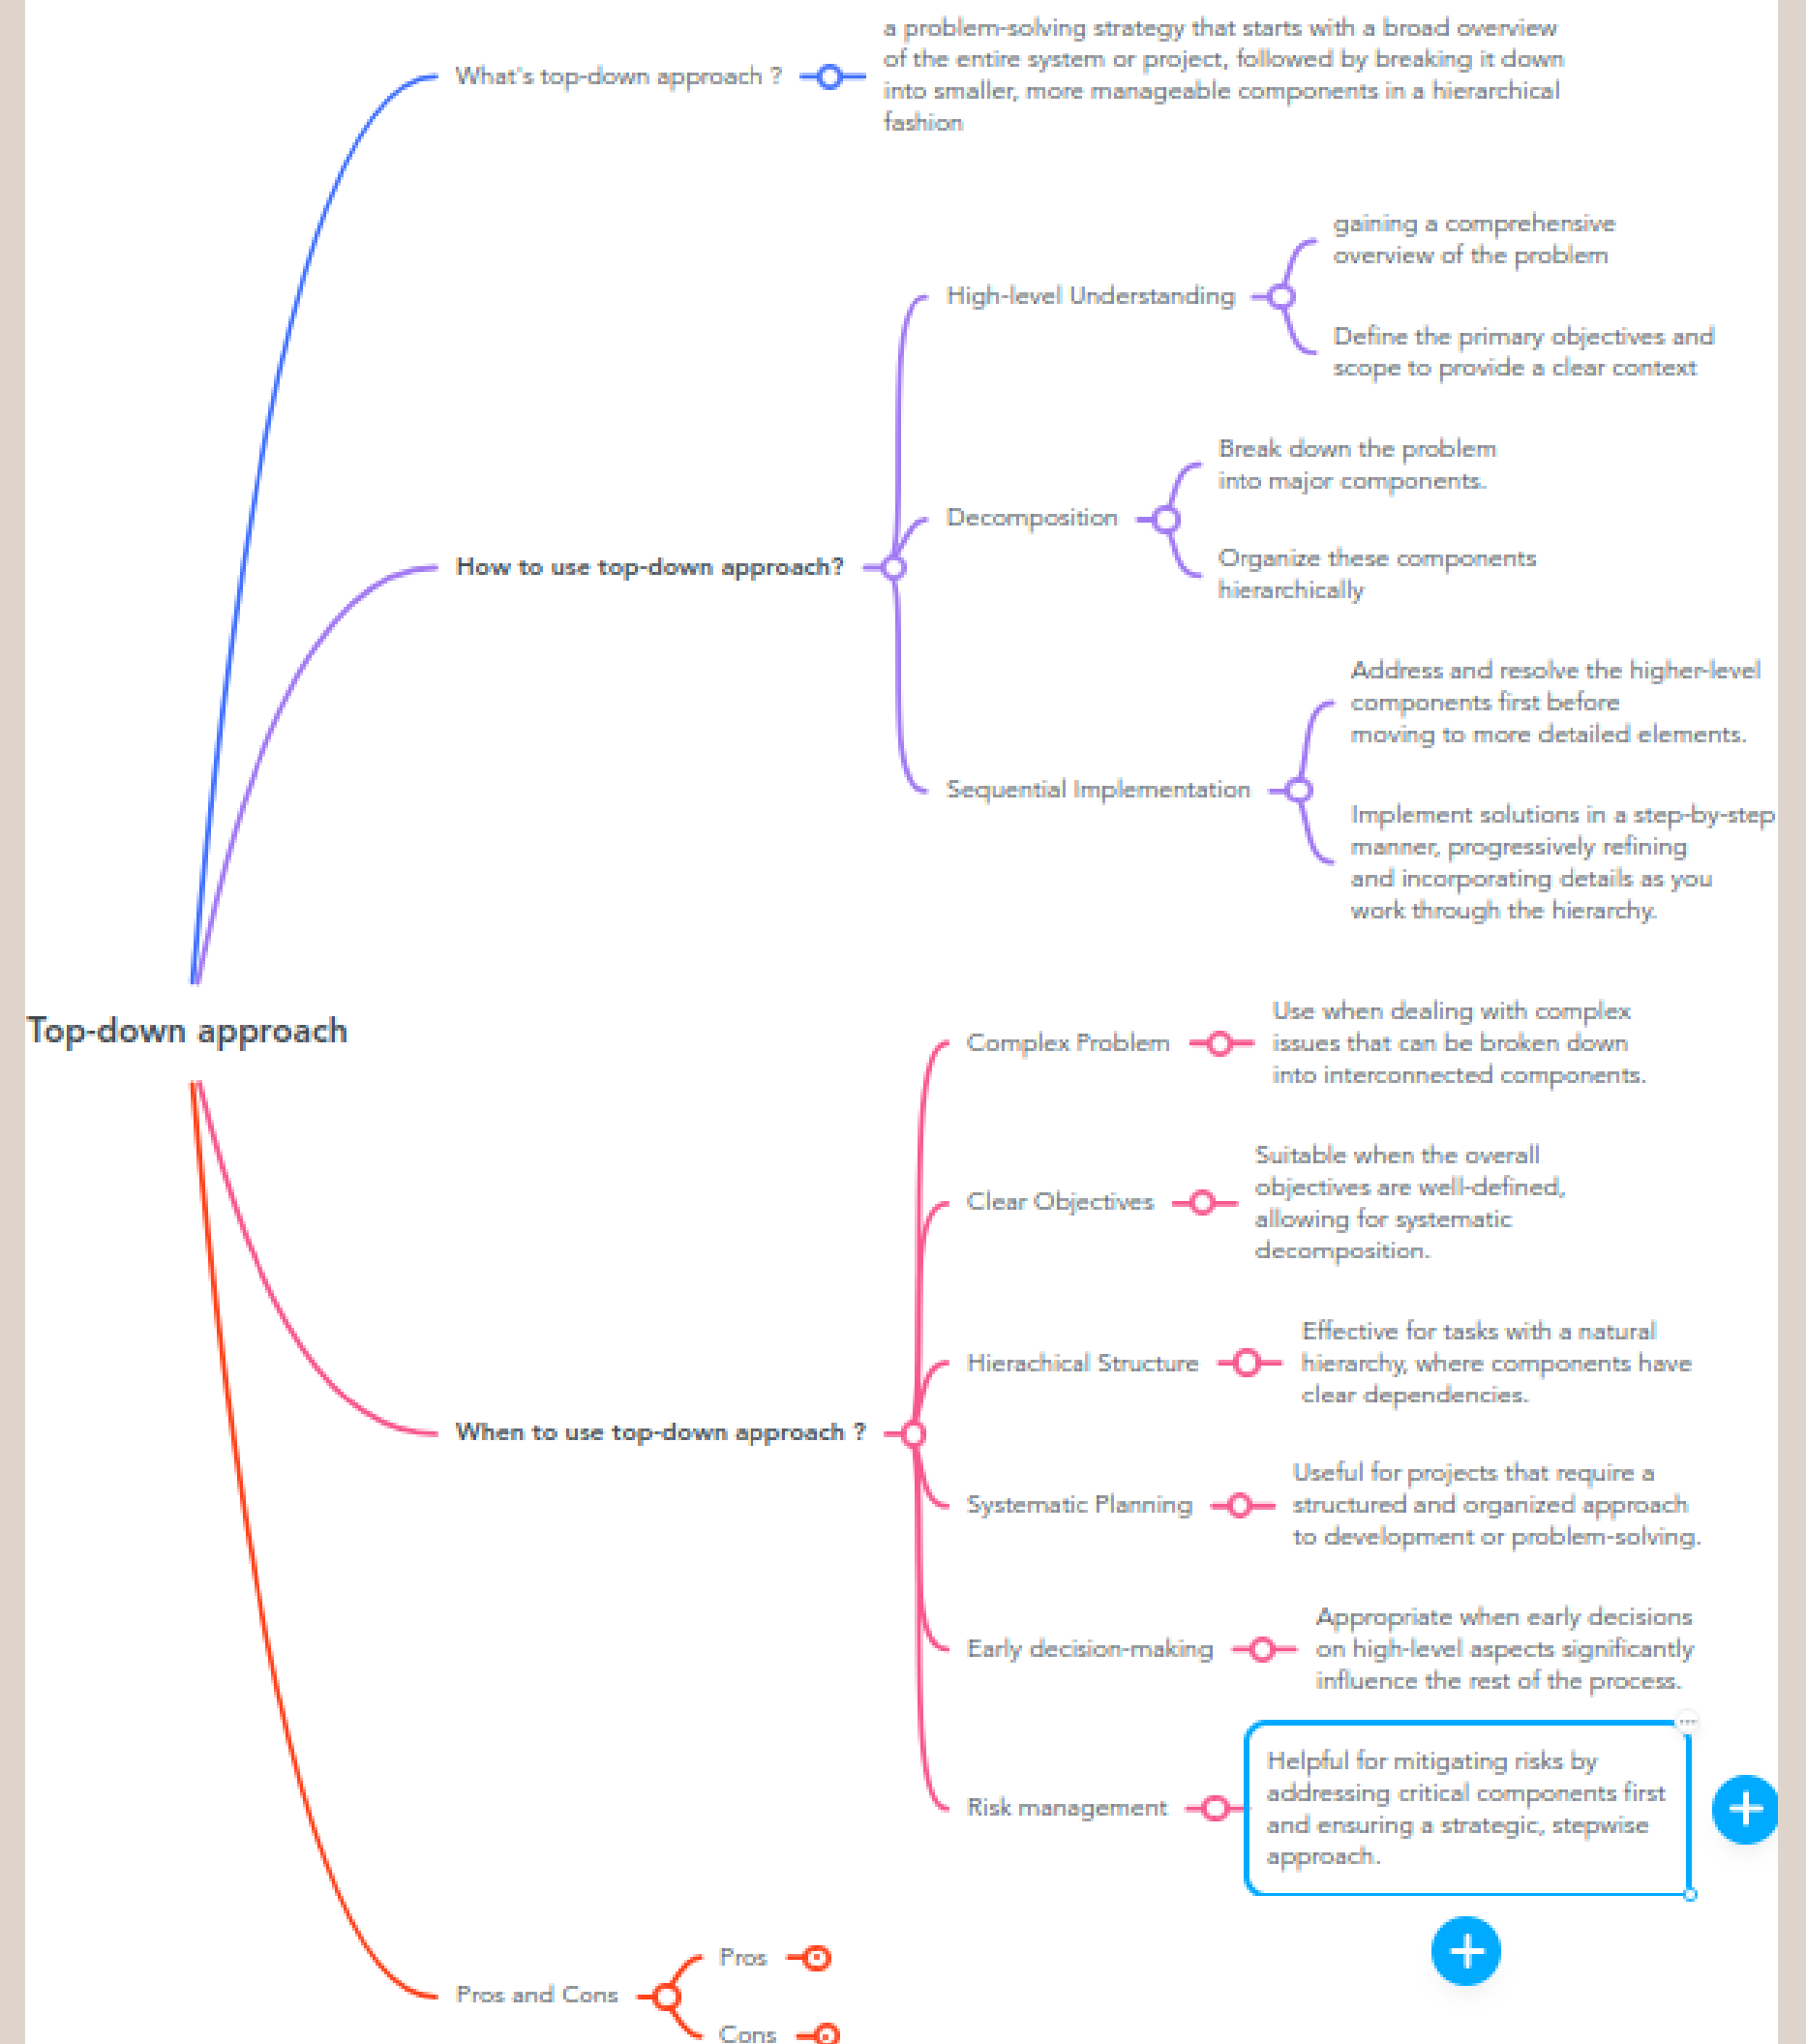 a problem-solving strategy that starts with a broad overview
of the entire system or project, followed by breaking it down
into smaller, more manageable components in a hierarchical
fashion
What's top-down approach ?
gaining a comprehensive
overview of the problem
High-level Understanding
Define the primary objectives and
scope to provide a clear context
Break down the problem
into major components.
Decomposition
Organize these components
hierarchically
How to use top-down approach?
Address and resolve the higher-level
components first before
moving to more detailed elements.
Sequential Implementation
Implement solutions in a step-by-step
manner, progressively refining
and incorporating details as you
work through the hierarchy.
Top-down approach
Complex Problem
Use when dealing with complex
issues that can be broken down
into interconnected components.
Clear Objectives
Suitable when the overall
objectives are well-defined,
allowing for systematic
decomposition.
Hierachical Structure
Effective for tasks with a natural
hierarchy, where components have
clear dependencies.
When to use top-down approach ?
Systematic Planning
Useful for projects that require a
structured and organized approach
to development or problem-solving.
Early decision-making
Appropriate when early decisions
on high-level aspects significantly
influence the rest of the process.
Risk management
Helpful for mitigating risks by
addressing critical components first
and ensuring a strategic, stepwise
approach.
Pros and Cons
Pros
Cons